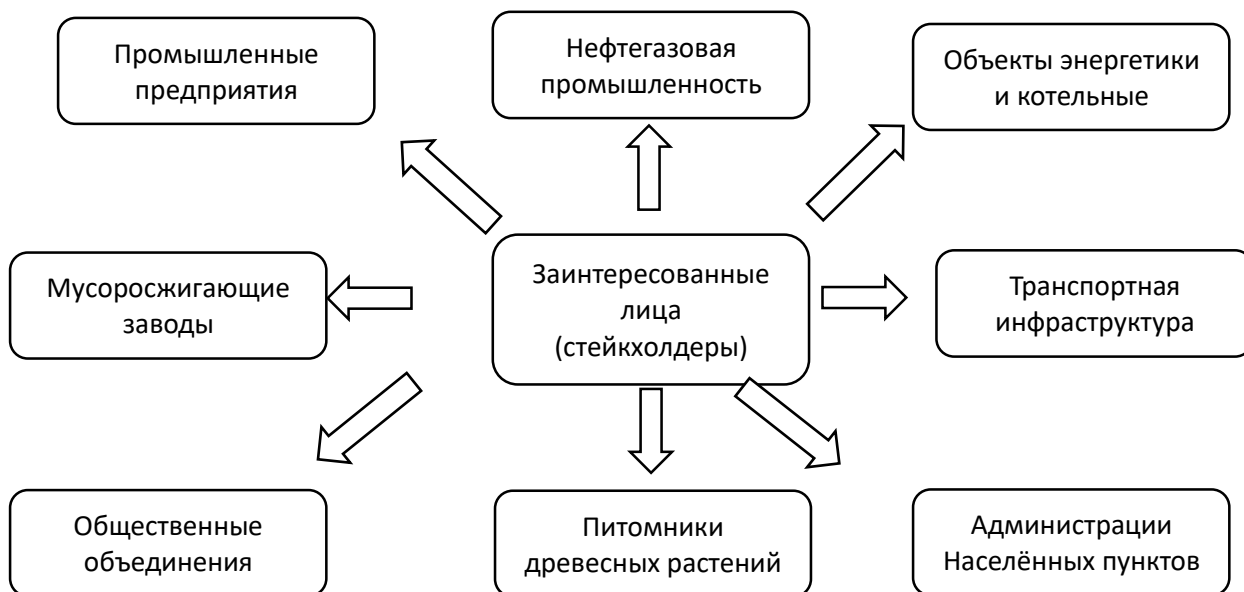 Промышленные
предприятия
Нефтегазовая
промышленность
Объекты энергетики
и котельные
Мусоросжигающие
заводы
Заинтересованные
лица
(стейкхолдеры)
Транспортная
инфраструктура
Общественные
объединения
Питомники
древесных растений
Администрации
Населённых пунктов